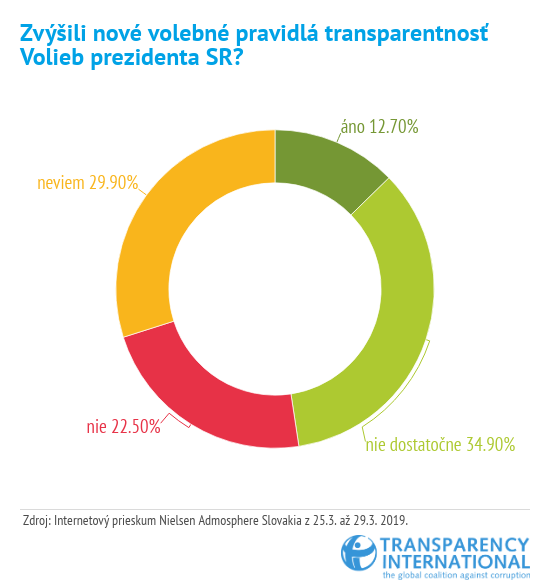 Zvýšili nové volebné pravidlá transparentnosť
Volieb prezidenta SR?
áno 12.70%
neviem 29.90%
nie 22.50%
nie dostatočne 34.90%
Zdroj: Internetový prieskum Nielsen Admosphere Slovakia z 25.3. až 29.3. 2019.
TRANSPARENCY
INTERNATIONAL
the global coalition against corruption